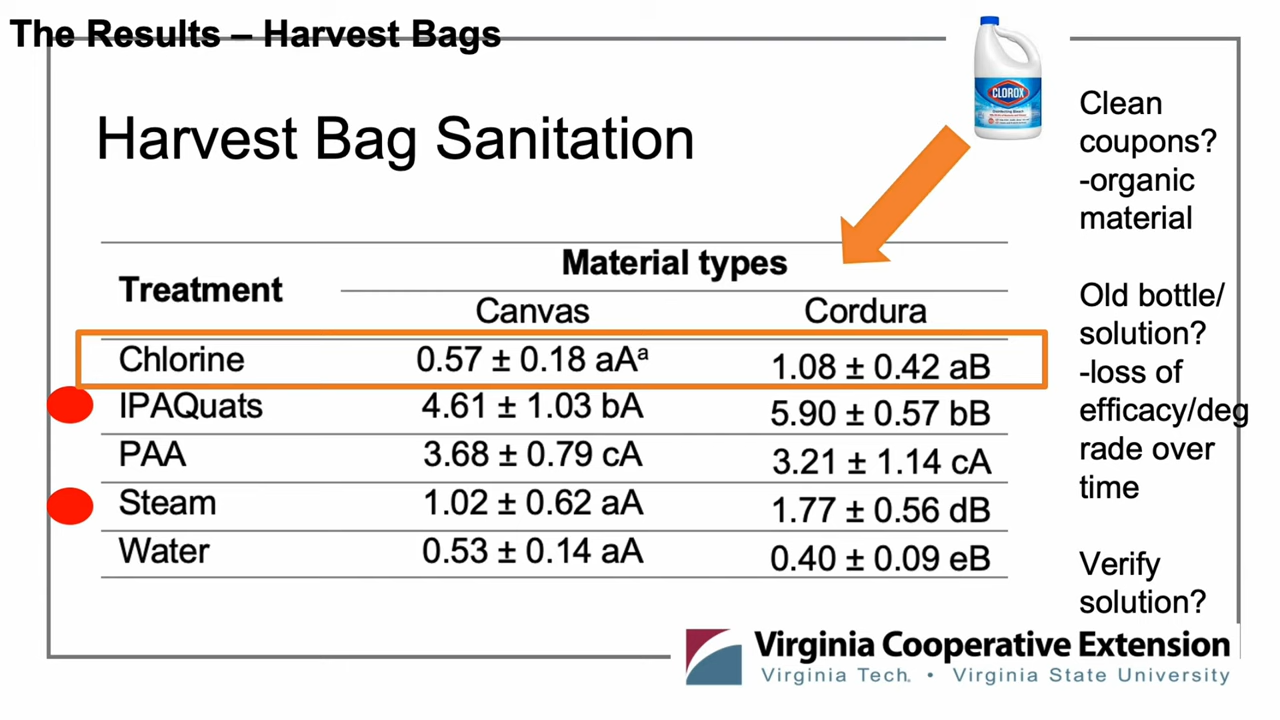 The Results – Harvest Bags
Harvest Bag Sanitation
CLOROX
Clean
coupons?
-organic
material
Old bottle/
solution?
-loss of
efficacy/deg
rade over
time
Verify
solution?
Treatment
Material types
Canvas Cordura
Chlorine 0.57 ± 0.18 aAᵃ 1.08 ± 0.42 aB
IPAQuats 4.61 ± 1.03 bA 5.90 ± 0.57 bB
PAA 3.68 ± 0.79 cA 3.21 ± 1.14 cA
Steam 1.02 ± 0.62 aA 1.77 ± 0.56 dB
Water 0.53 ± 0.14 aA 0.40 ± 0.09 eB
Virginia Cooperative Extension
Virginia Tech. • Virginia State University